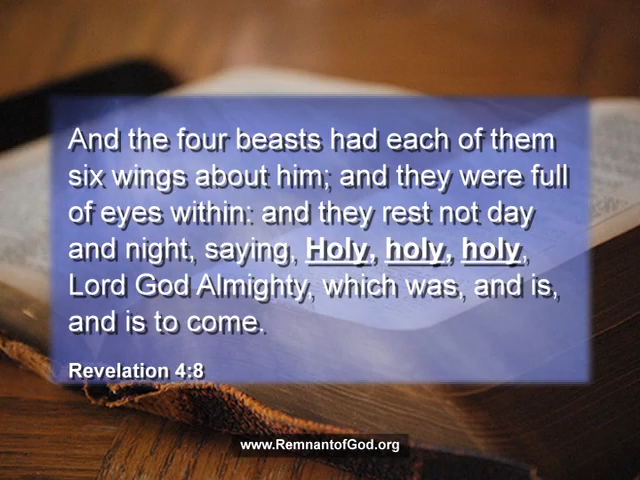 And the four beasts had each of them
six wings about him; and they were full
of eyes within: and they rest not day
and night, saying, Holy, holy, holy,
Lord God Almighty, which was, and is,
and is to come.
Revelation 4:8
www.RemnantofGod.org